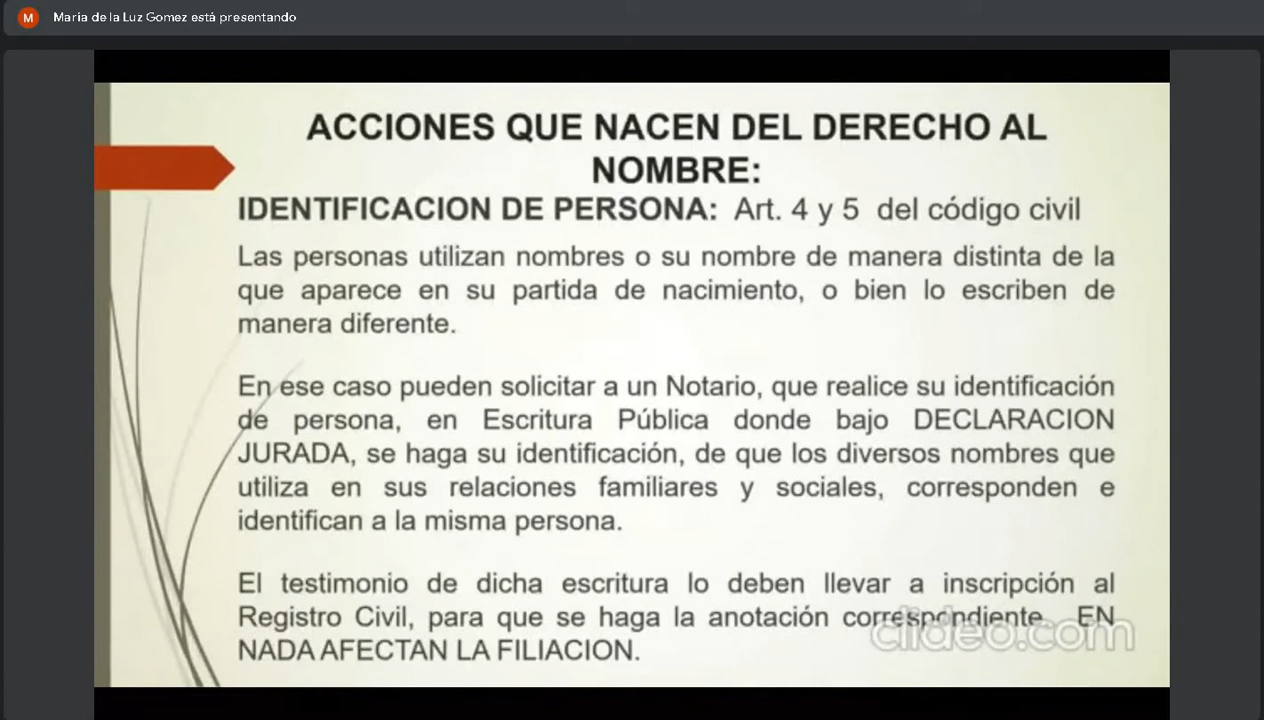 M
Maria de la Luz Gomez está presentando
ACCIONES QUE NACEN DEL DERECHO AL
NOMBRE:
IDENTIFICACION DE PERSONA: Art. 4 y 5 del código civil
Las personas utilizan nombres o su nombre de manera distinta de la
que aparece en su partida de nacimiento, o bien lo escriben de
manera diferente.
En ese caso pueden solicitar a un Notario, que realice su identificación
de persona, en Escritura Pública donde bajo DECLARACION
JURADA, se haga su identificación, de que los diversos nombres que
utiliza en sus relaciones familiares y sociales, corresponden e
identifican a la misma persona.
El testimonio de dicha escritura lo deben llevar a inscripción al
Registro Civil, para que se haga la anotación correspondiente. EN
NADA AFECTAN LA FILIACION.
clideo.com